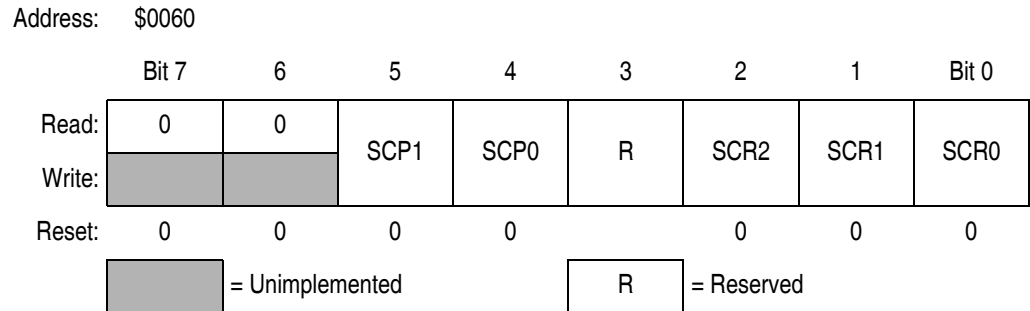 Address: $0060
Bit 7 6 5 4 3 2 1 Bit 0
Read: 0 0 SCP1 SCP0 R SCR2 SCR1 SCR0
Write:
Reset: 0 0 0 0 0 0 0
= Unimplemented R = Reserved